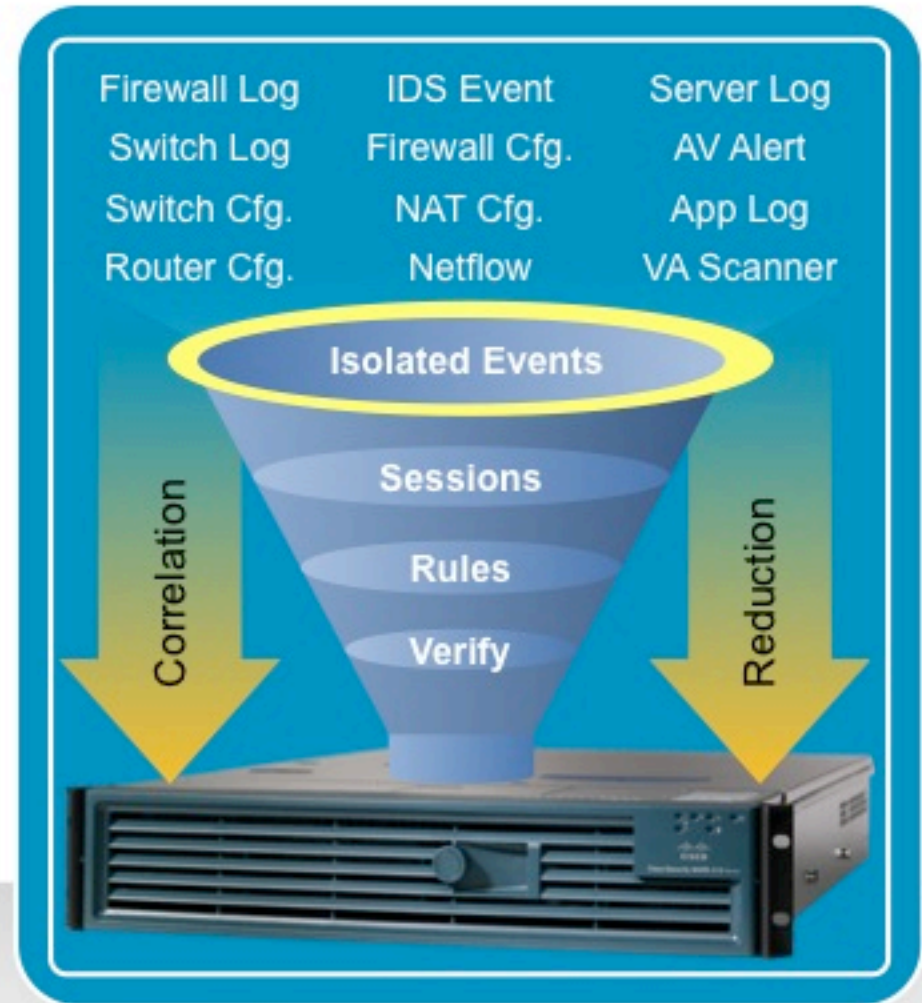 Firewall Log IDS Event Server Log
Switch Log Firewall Cfg. AV Alert
Switch Cfg. NAT Cfg. App Log
Router Cfg. Netflow VA Scanner
Isolated Events
Sessions
Rules
Verify
Correlation
Reduction
CISCO